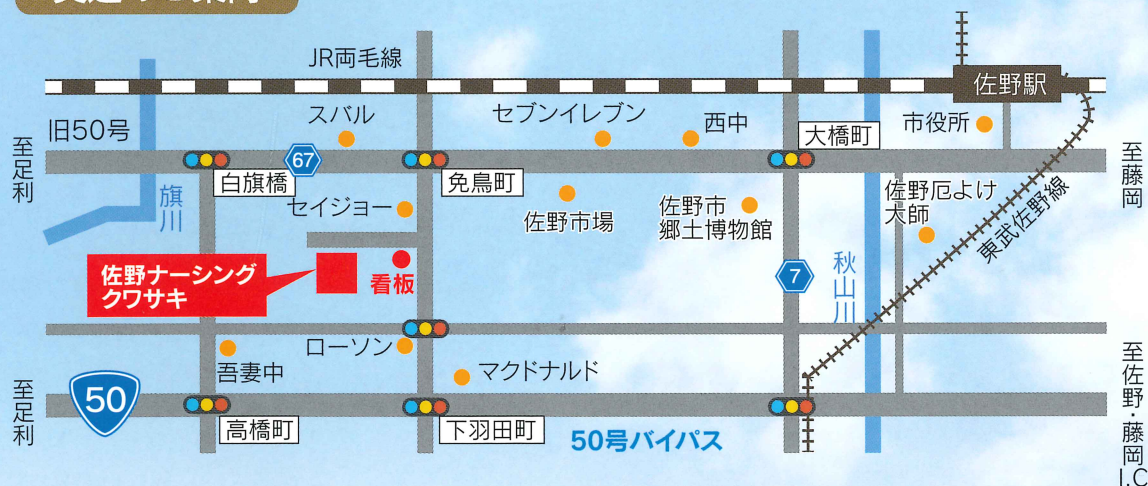 交通のご案内
JR両毛線
佐野駅
旧50号
スバル
セブンイレブン
西中
大橋町
市役所
至足利
67
白旗橋
免鳥町
至藤岡
旗川
セイジョー
佐野市場
佐野市
郷土博物館
佐野厄よけ
大師
東武佐野線
佐野ナーシング
クワサキ
看板
7
秋山川
ローソン
吾妻中
マクドナルド
至足利
50
高橋町
下羽田町
50号バイパス
至佐野・藤岡I.C